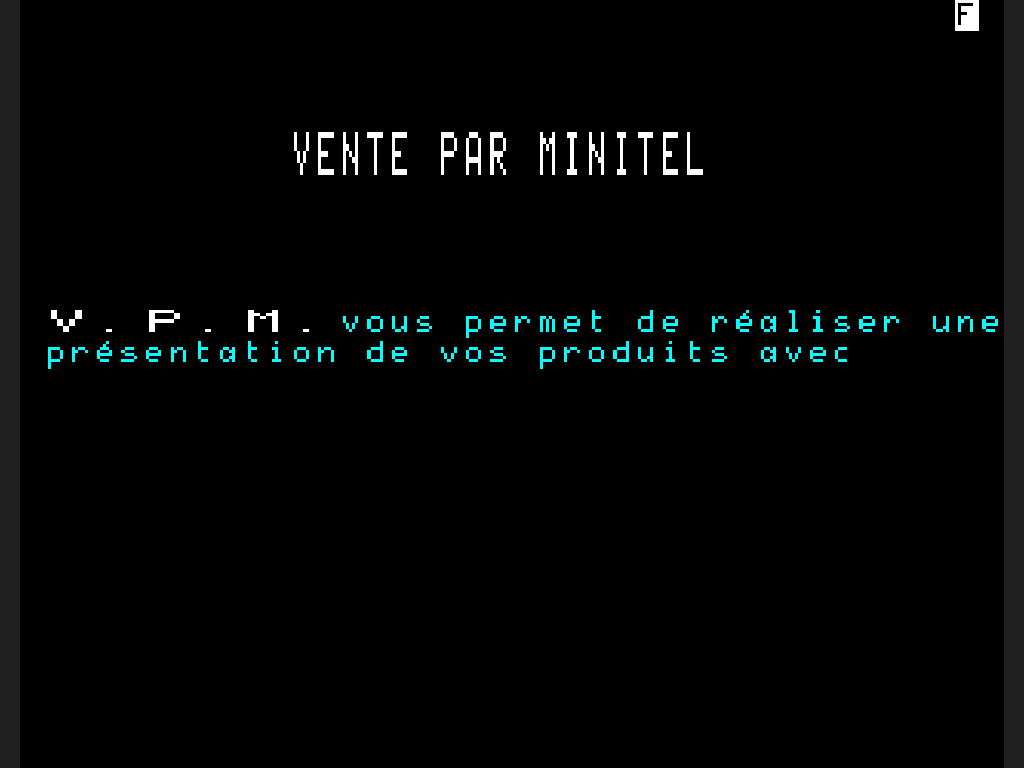 F
VENTE PAR MINITEL
V.P.M. vous permet de réaliser une
présentation de vos produits avec